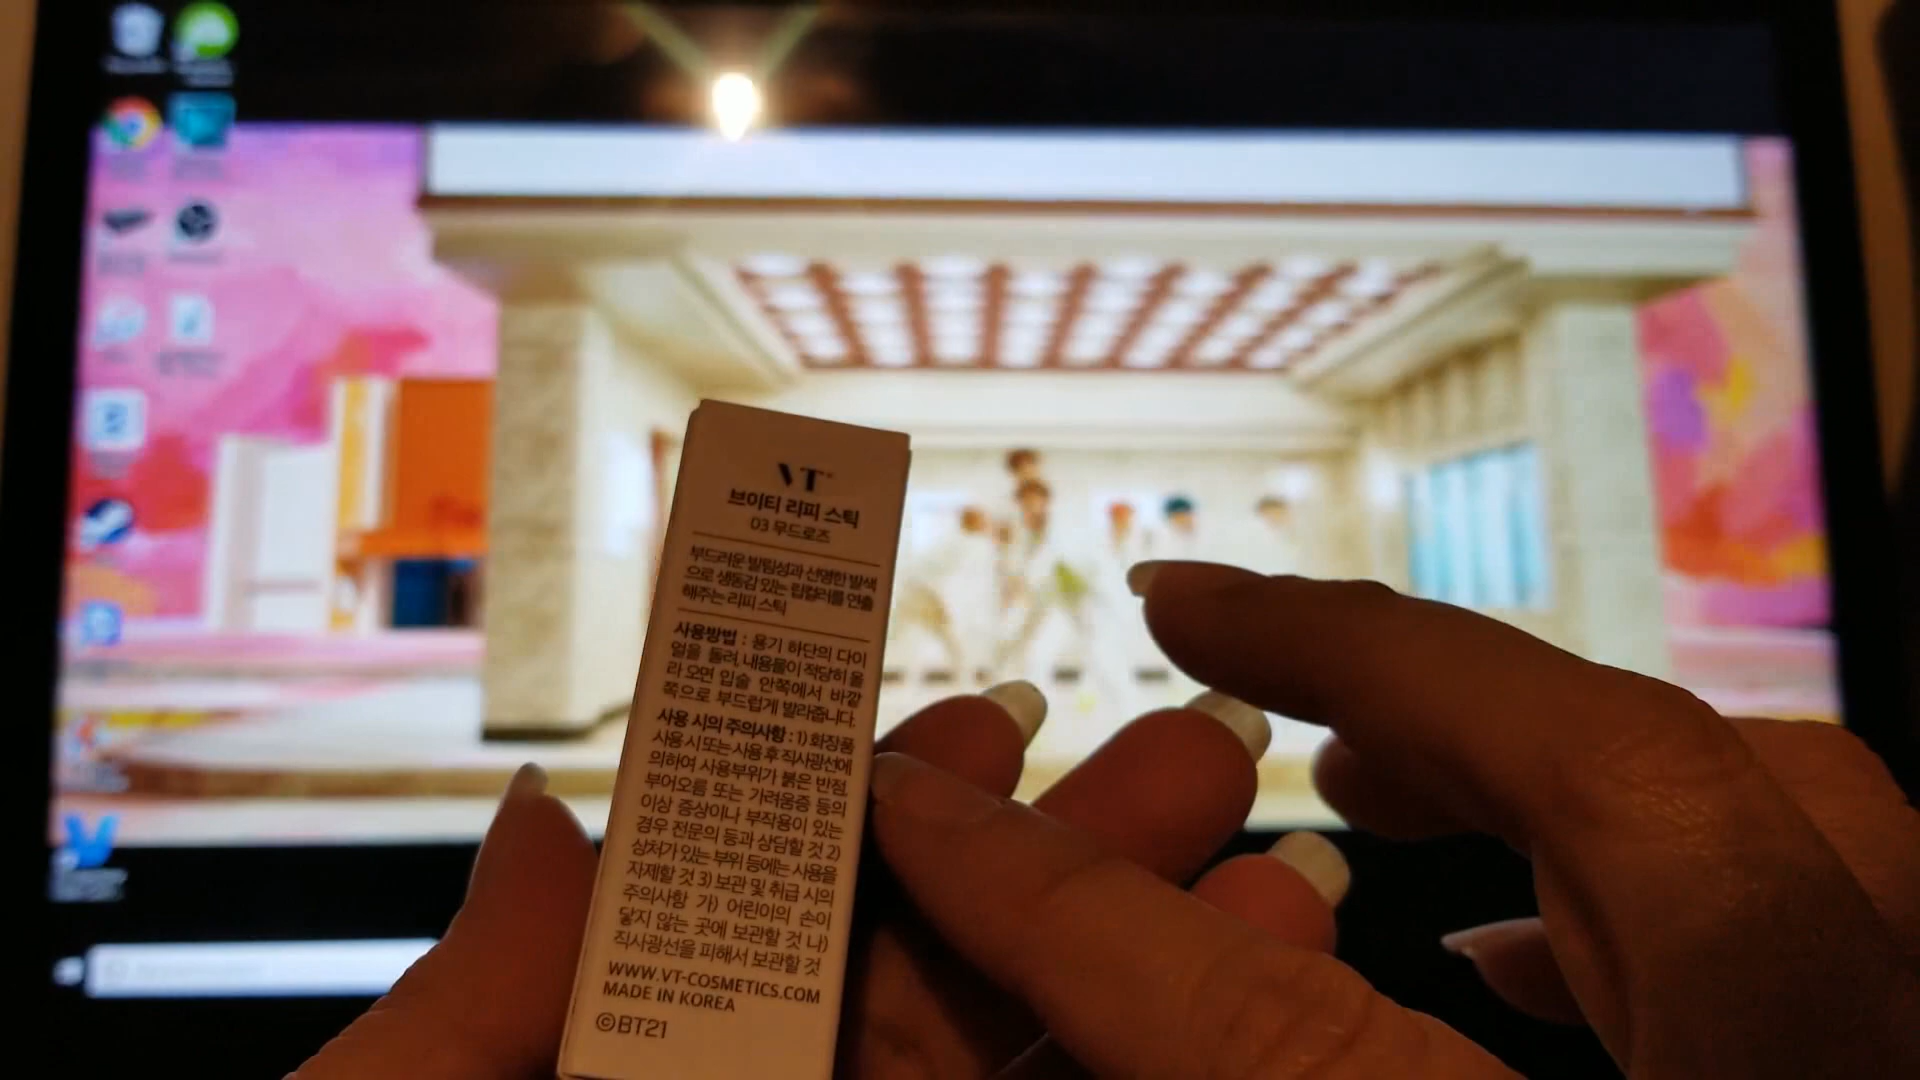 VT
브이티 리피 스틱
03 무드로즈
부드러운 발림성과 선명한 발색
으로 생동감 있는 립컬러를 연출
해주는 리피 스틱
사용방법 : 용기 하단의 다이
얼을 돌려, 내용물이 적당히 올
라 오면 입술 안쪽에서 바깥
쪽으로 부드럽게 발라줍니다.
사용 시의 주의사항 : 1) 화장품
사용 시 또는 사용 후 직사광선에
의하여 사용부위가 붉은 반점,
부어오름 또는 가려움증 등의
이상 증상이나 부작용이 있는
경우 전문의 등과 상담할 것 2)
상처가 있는 부위 등에는 사용을
자제할 것 3) 보관 및 취급 시의
주의사항 가) 어린이의 손이
닿지 않는 곳에 보관할 것 나)
직사광선을 피해서 보관할 것
WWW.VT-COSMETICS.COM
MADE IN KOREA
©BT21